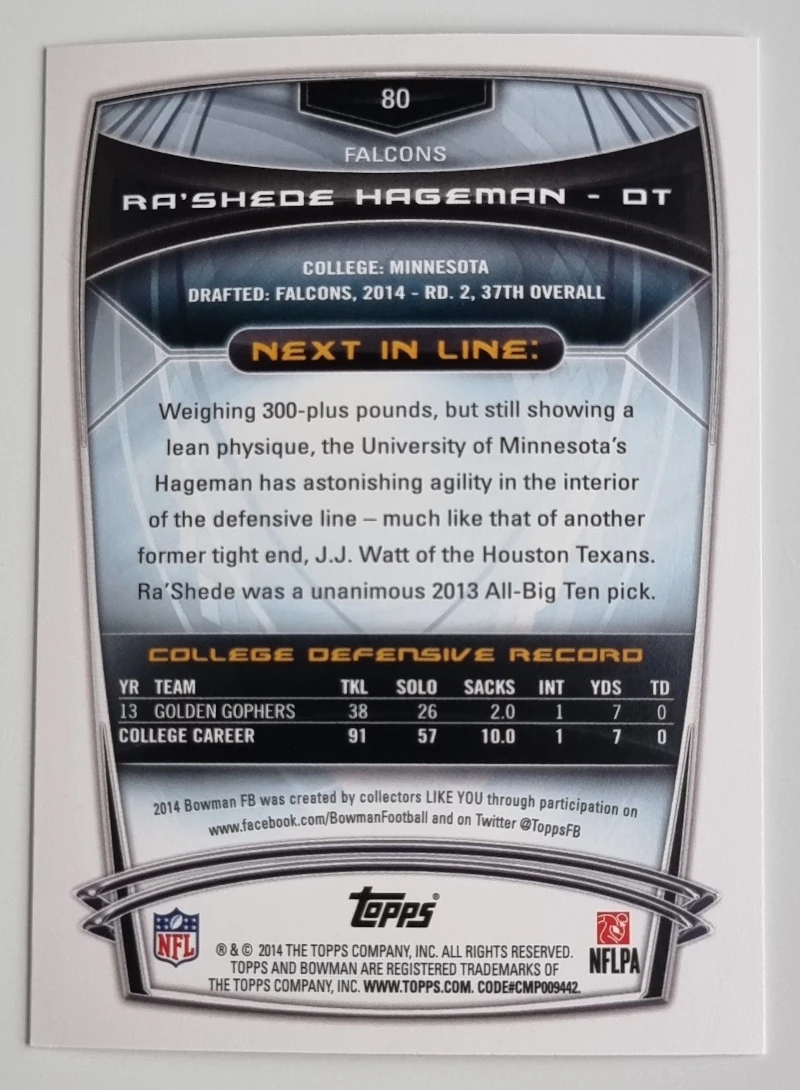 80
FALCONS
RA'SHEDE HAGEMAN - DT
COLLEGE: MINNESOTA
DRAFTED: FALCONS, 2014 - RD. 2, 37TH OVERALL
NEXT IN LINE:
Weighing 300-plus pounds, but still showing a
lean physique, the University of Minnesota's
Hageman has astonishing agility in the interior
of the defensive line – much like that of another
former tight end, J.J. Watt of the Houston Texans.
Ra'Shede was a unanimous 2013 All-Big Ten pick.
COLLEGE DEFENSIVE RECORD
YR TEAM TKL SOLO SACKS INT YDS TD
13 GOLDEN GOPHERS 38 26 2.0 1 7 0
COLLEGE CAREER 91 57 10.0 1 7 0
2014 Bowman FB was created by collectors LIKE YOU through participation on
www.facebook.com/BowmanFootball and on Twitter @ToppsFB
Topps®
NFL
® & © 2014 THE TOPPS COMPANY, INC. ALL RIGHTS RESERVED.
TOPPS AND BOWMAN ARE REGISTERED TRADEMARKS OF
THE TOPPS COMPANY, INC. WWW.TOPPS.COM. CODE#CMP009442.
NFLPA